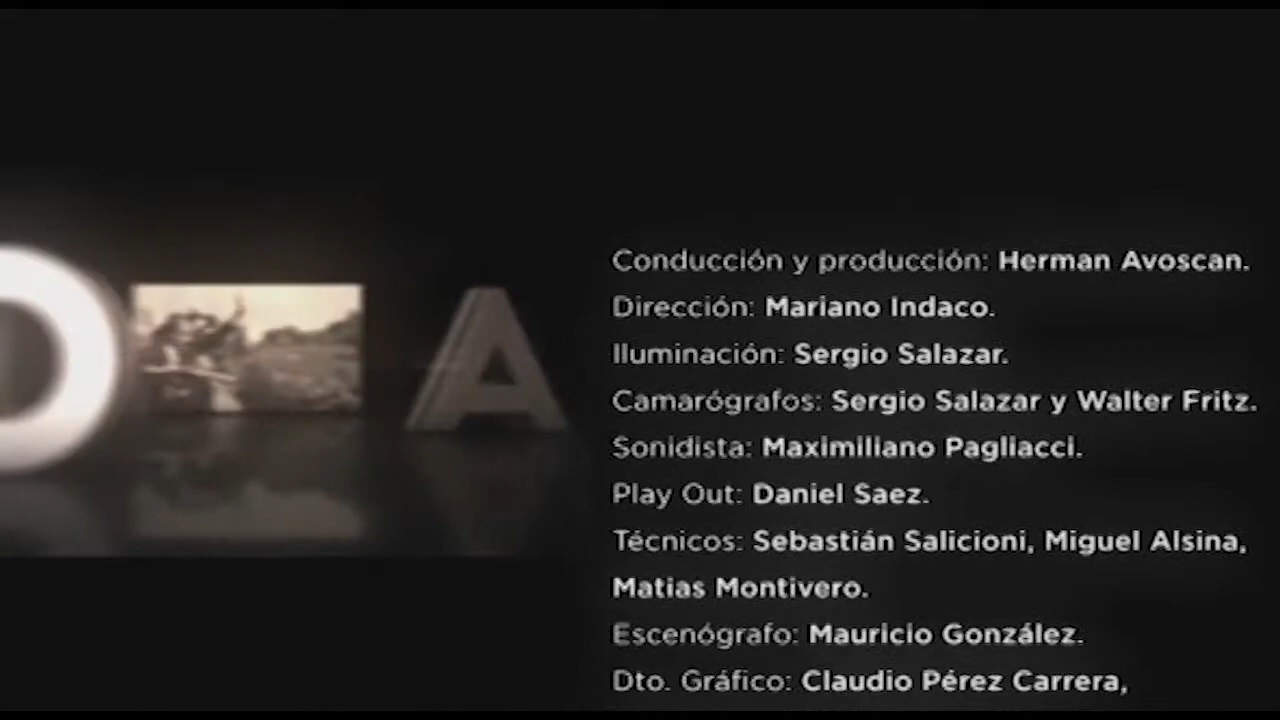 O A
Conducción y producción: Herman Avoscan.
Dirección: Mariano Indaco.
Iluminación: Sergio Salazar.
Camarógrafos: Sergio Salazar y Walter Fritz.
Sonidista: Maximiliano Pagliacci.
Play Out: Daniel Saez.
Técnicos: Sebastián Salicioni, Miguel Alsina,
Matias Montivero.
Escenógrafo: Mauricio González.
Dto. Gráfico: Claudio Pérez Carrera,